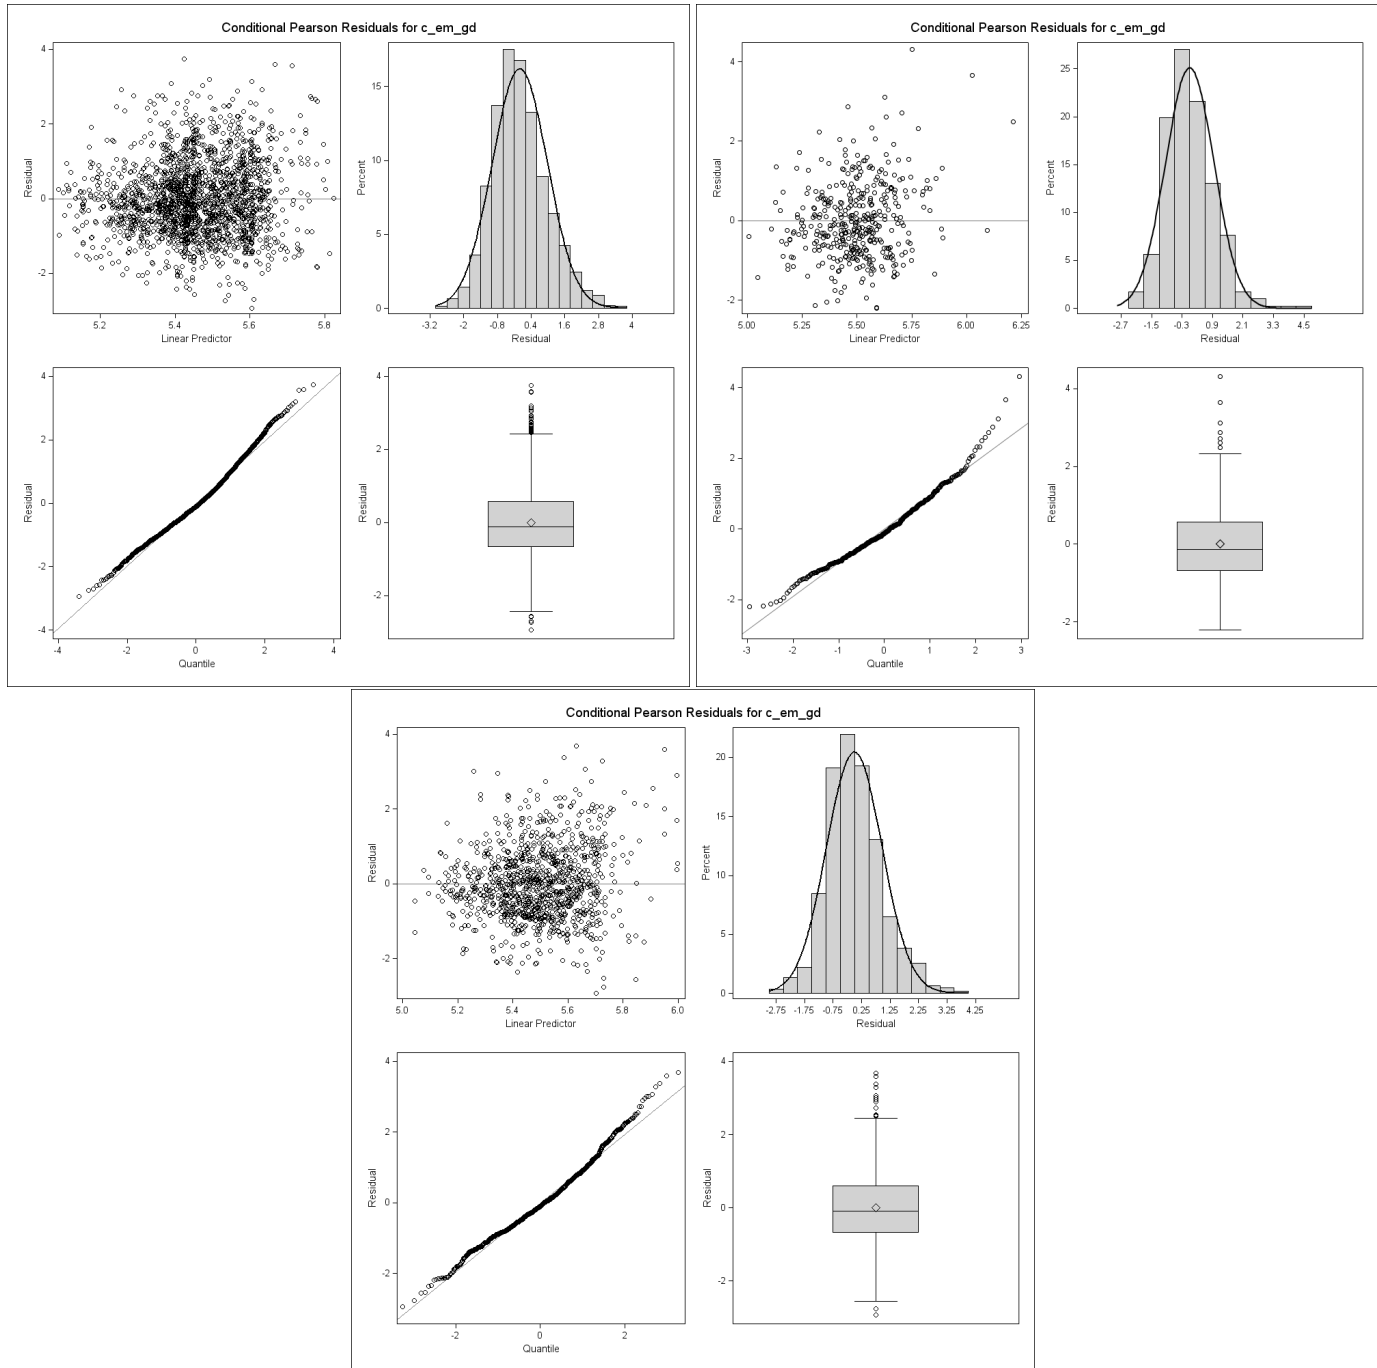 Conditional Pearson Residuals for c_em_gd
4
2
0
-2
Residual
5.2 5.4 5.6 5.8
Linear Predictor
15
10
5
0
Percent
-3.2 -2 -0.8 0.4 1.6 2.8 4
Residual
4
2
0
-2
-4
Residual
-4 -2 0 2 4
Quantile
4
2
0
-2
Residual
Conditional Pearson Residuals for c_em_gd
4
2
0
-2
Residual
5.00 5.25 5.50 5.75 6.00 6.25
Linear Predictor
25
20
15
10
5
0
Percent
-2.7 -1.5 -0.3 0.9 2.1 3.3 4.5
Residual
4
2
0
-2
Residual
-3 -2 -1 0 1 2 3
Quantile
4
2
0
-2
Residual
Conditional Pearson Residuals for c_em_gd
4
2
0
-2
Residual
5.0 5.2 5.4 5.6 5.8 6.0
Linear Predictor
20
15
10
5
0
Percent
-2.75 -1.75 -0.75 0.25 1.25 2.25 3.25 4.25
Residual
4
2
0
-2
Residual
-2 0 2
Quantile
4
2
0
-2
Residual